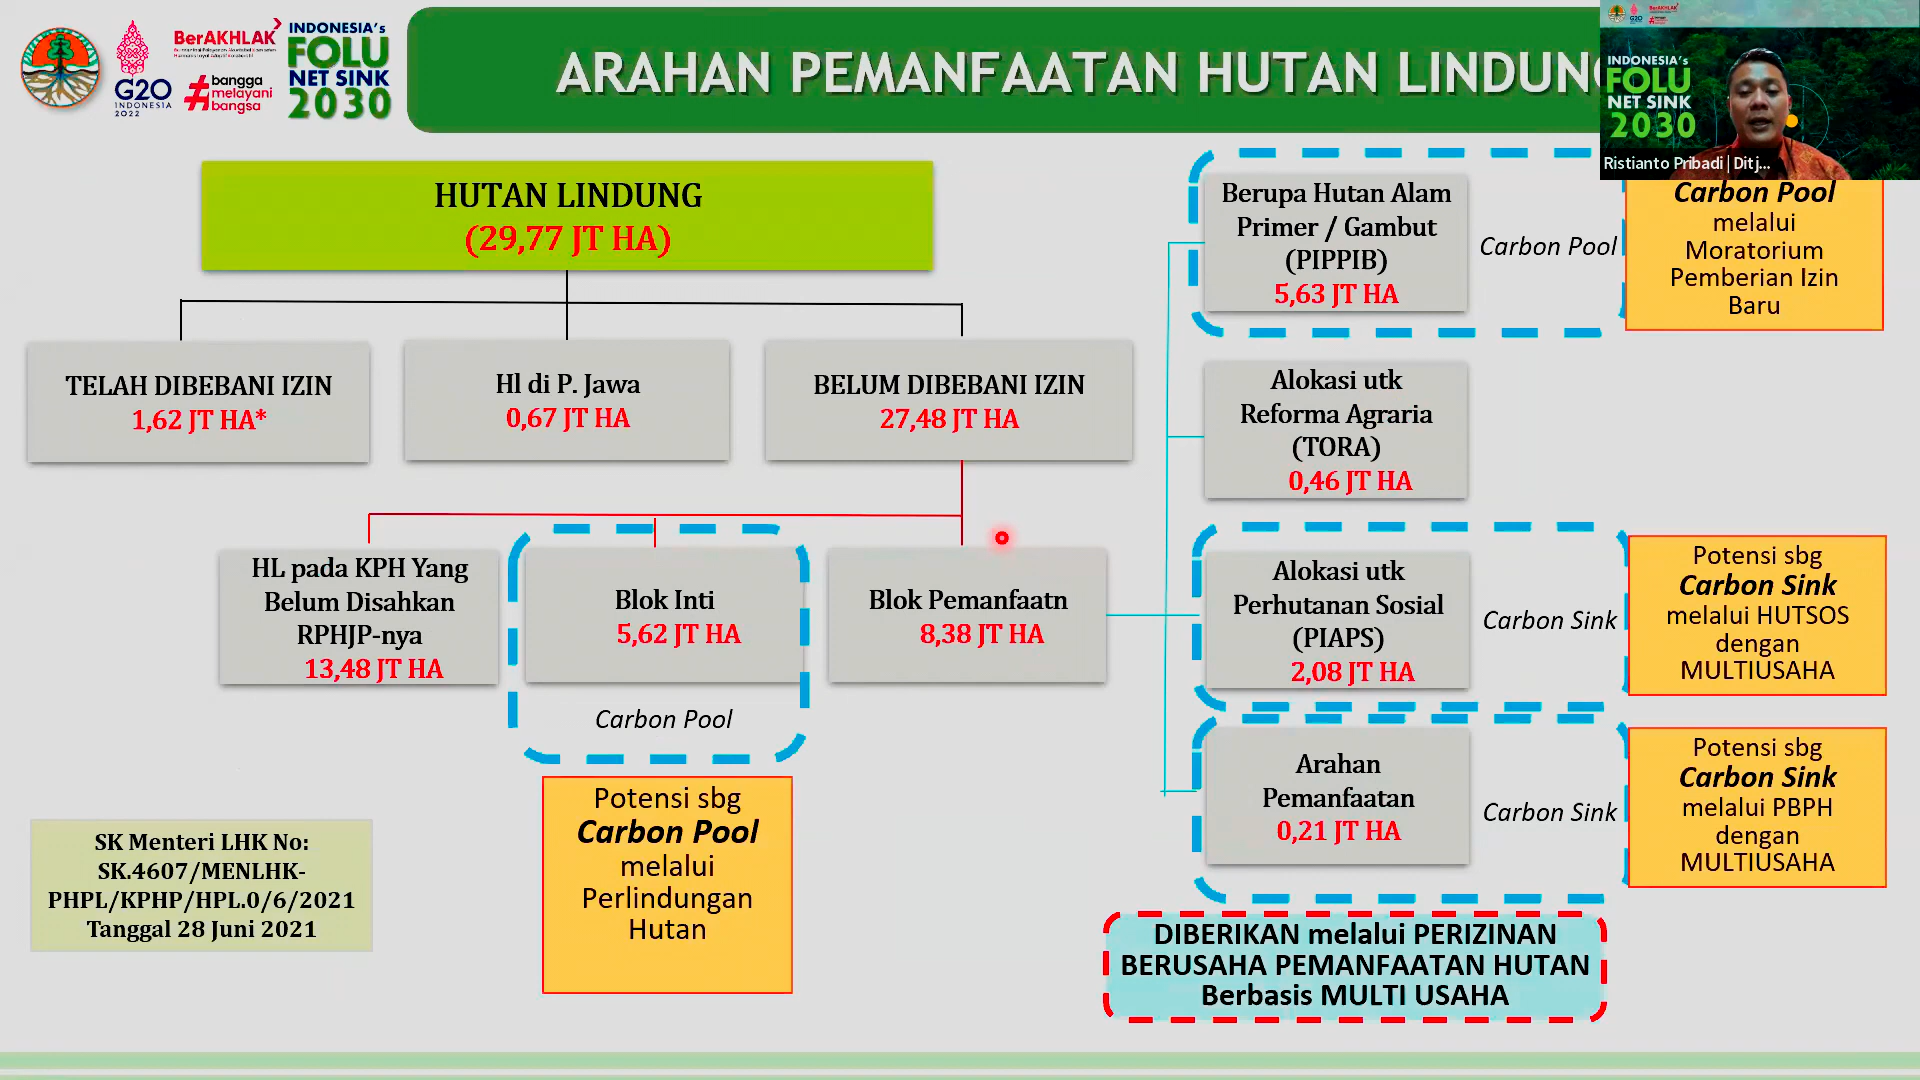 G20
INDONESIA
2022
BerAKHLAK
#bangga
melayani
bangsa
INDONESIA's
FOLU
NET SINK
2030
ARAHAN PEMANFAATAN HUTAN LINDUNG
INDONESIA's
FOLU
NET SINK
2030
Ristianto Pribadi | Ditj...
HUTAN LINDUNG
(29,77 JT HA)
TELAH DIBEBANI IZIN
1,62 JT HA*
Hl di P. Jawa
0,67 JT HA
BELUM DIBEBANI IZIN
27,48 JT HA
HL pada KPH Yang
Belum Disahkan
RPHJP-nya
13,48 JT HA
Blok Inti
5,62 JT HA
Carbon Pool
Blok Pemanfaatn
8,38 JT HA
Potensi sbg
Carbon Pool
melalui
Perlindungan
Hutan
SK Menteri LHK No:
SK.4607/MENLHK-
PHPL/KPHP/HPL.0/6/2021
Tanggal 28 Juni 2021
Berupa Hutan Alam
Primer / Gambut
(PIPPIB)
5,63 JT HA
Carbon Pool
Carbon Pool
melalui
Moratorium
Pemberian Izin
Baru
Alokasi utk
Reforma Agraria
(TORA)
0,46 JT HA
Alokasi utk
Perhutanan Sosial
(PIAPS)
2,08 JT HA
Carbon Sink
Potensi sbg
Carbon Sink
melalui HUTSOS
dengan
MULTIUSAHA
Arahan
Pemanfaatan
0,21 JT HA
Carbon Sink
Potensi sbg
Carbon Sink
melalui PBPH
dengan
MULTIUSAHA
DIBERIKAN melalui PERIZINAN
BERUSAHA PEMANFAATAN HUTAN
Berbasis MULTI USAHA